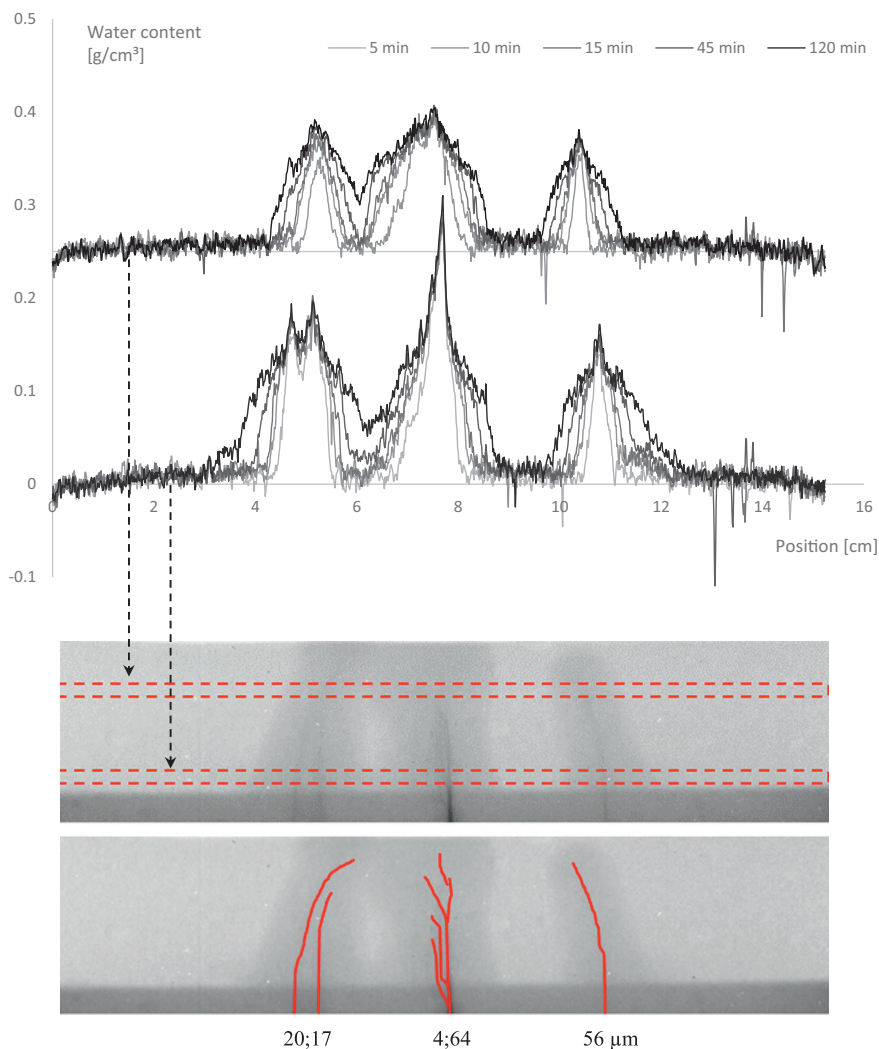 0.5
Water content
[g/cm³]
5 min 10 min 15 min 45 min 120 min
0.4
0.3
0.2
0.1
0
0 2 4 6 8 10 12 14 16
Position [cm]
-0.1
20;17 4;64 56 µm